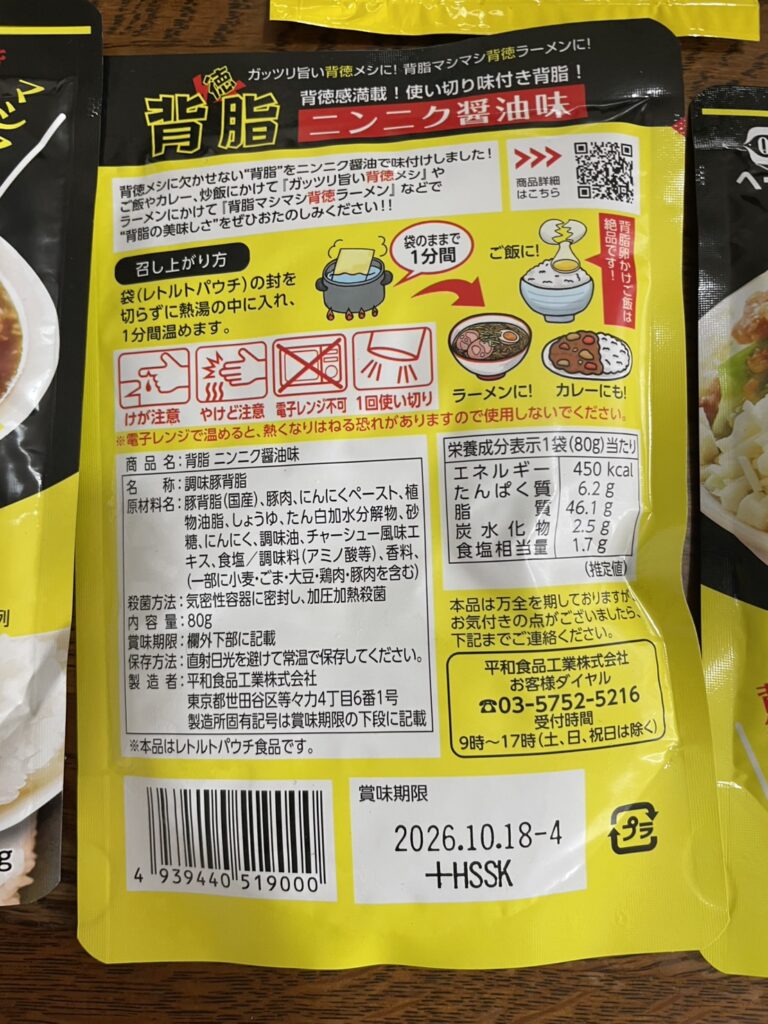 ガッツリ旨い背徳メシに! 背脂マシマシ背徳ラーメンに!
背徳感満載!使い切り味付き背脂!
徳
背脂
ニンニク醤油味
背徳メシに欠かせない"背脂"をニンニク醤油で味付けしました!
ご飯やカレー、炒飯にかけて『ガッツリ旨い背徳メシ』や
ラーメンにかけて『背脂マシマシ背徳ラーメン』などで
"背脂の美味しさ"をぜひおたのしみください!!
商品詳細
はこちら
召し上がり方
袋(レトルトパウチ)の封を
切らずに熱湯の中に入れ、
1分間温めます。
袋のままで
1分間
ご飯に!
背脂卵かけご飯は
絶品です!
ラーメンに!
カレーにも!
けが注意
やけど注意
電子レンジ不可
1回使い切り
※電子レンジで温めると、熱くなりはねる恐れがありますので使用しないでください。
商品名:背脂 ニンニク醤油味
名称:調味豚背脂
原材料名:豚背脂(国産)、豚肉、にんにくペースト、植
物油脂、しょうゆ、たん白加水分解物、砂
糖、にんにく、調味油、チャーシュー風味エ
キス、食塩/調味料(アミノ酸等)、香料、
(一部に小麦・ごま・大豆・鶏肉・豚肉を含む)
殺菌方法:気密性容器に密封し、加圧加熱殺菌
内容量:80g
賞味期限:欄外下部に記載
保存方法:直射日光を避けて常温で保存してください。
製造者:平和食品工業株式会社
東京都世田谷区等々力4丁目6番1号
製造所固有記号は賞味期限の下段に記載
※本品はレトルトパウチ食品です。
栄養成分表示1袋(80g)当たり
エネルギー 450 kcal
たんぱく質 6.2 g
脂質 46.1 g
炭水化物 2.5 g
食塩相当量 1.7 g
(推定値)
本品は万全を期しておりますが、
お気付きの点がございましたら、
下記までご連絡ください。
平和食品工業株式会社
お客様ダイヤル
☎03-5752-5216
受付時間
9時〜17時(土、日、祝日は除く)
4 939440 519000
賞味期限
2026.10.18-4
+HSSK
プラ
列
g